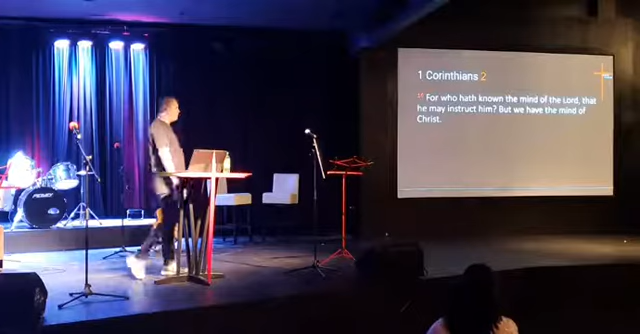 1 Corinthians 2
16 For who hath known the mind of the Lord, that
he may instruct him? But we have the mind of
Christ.